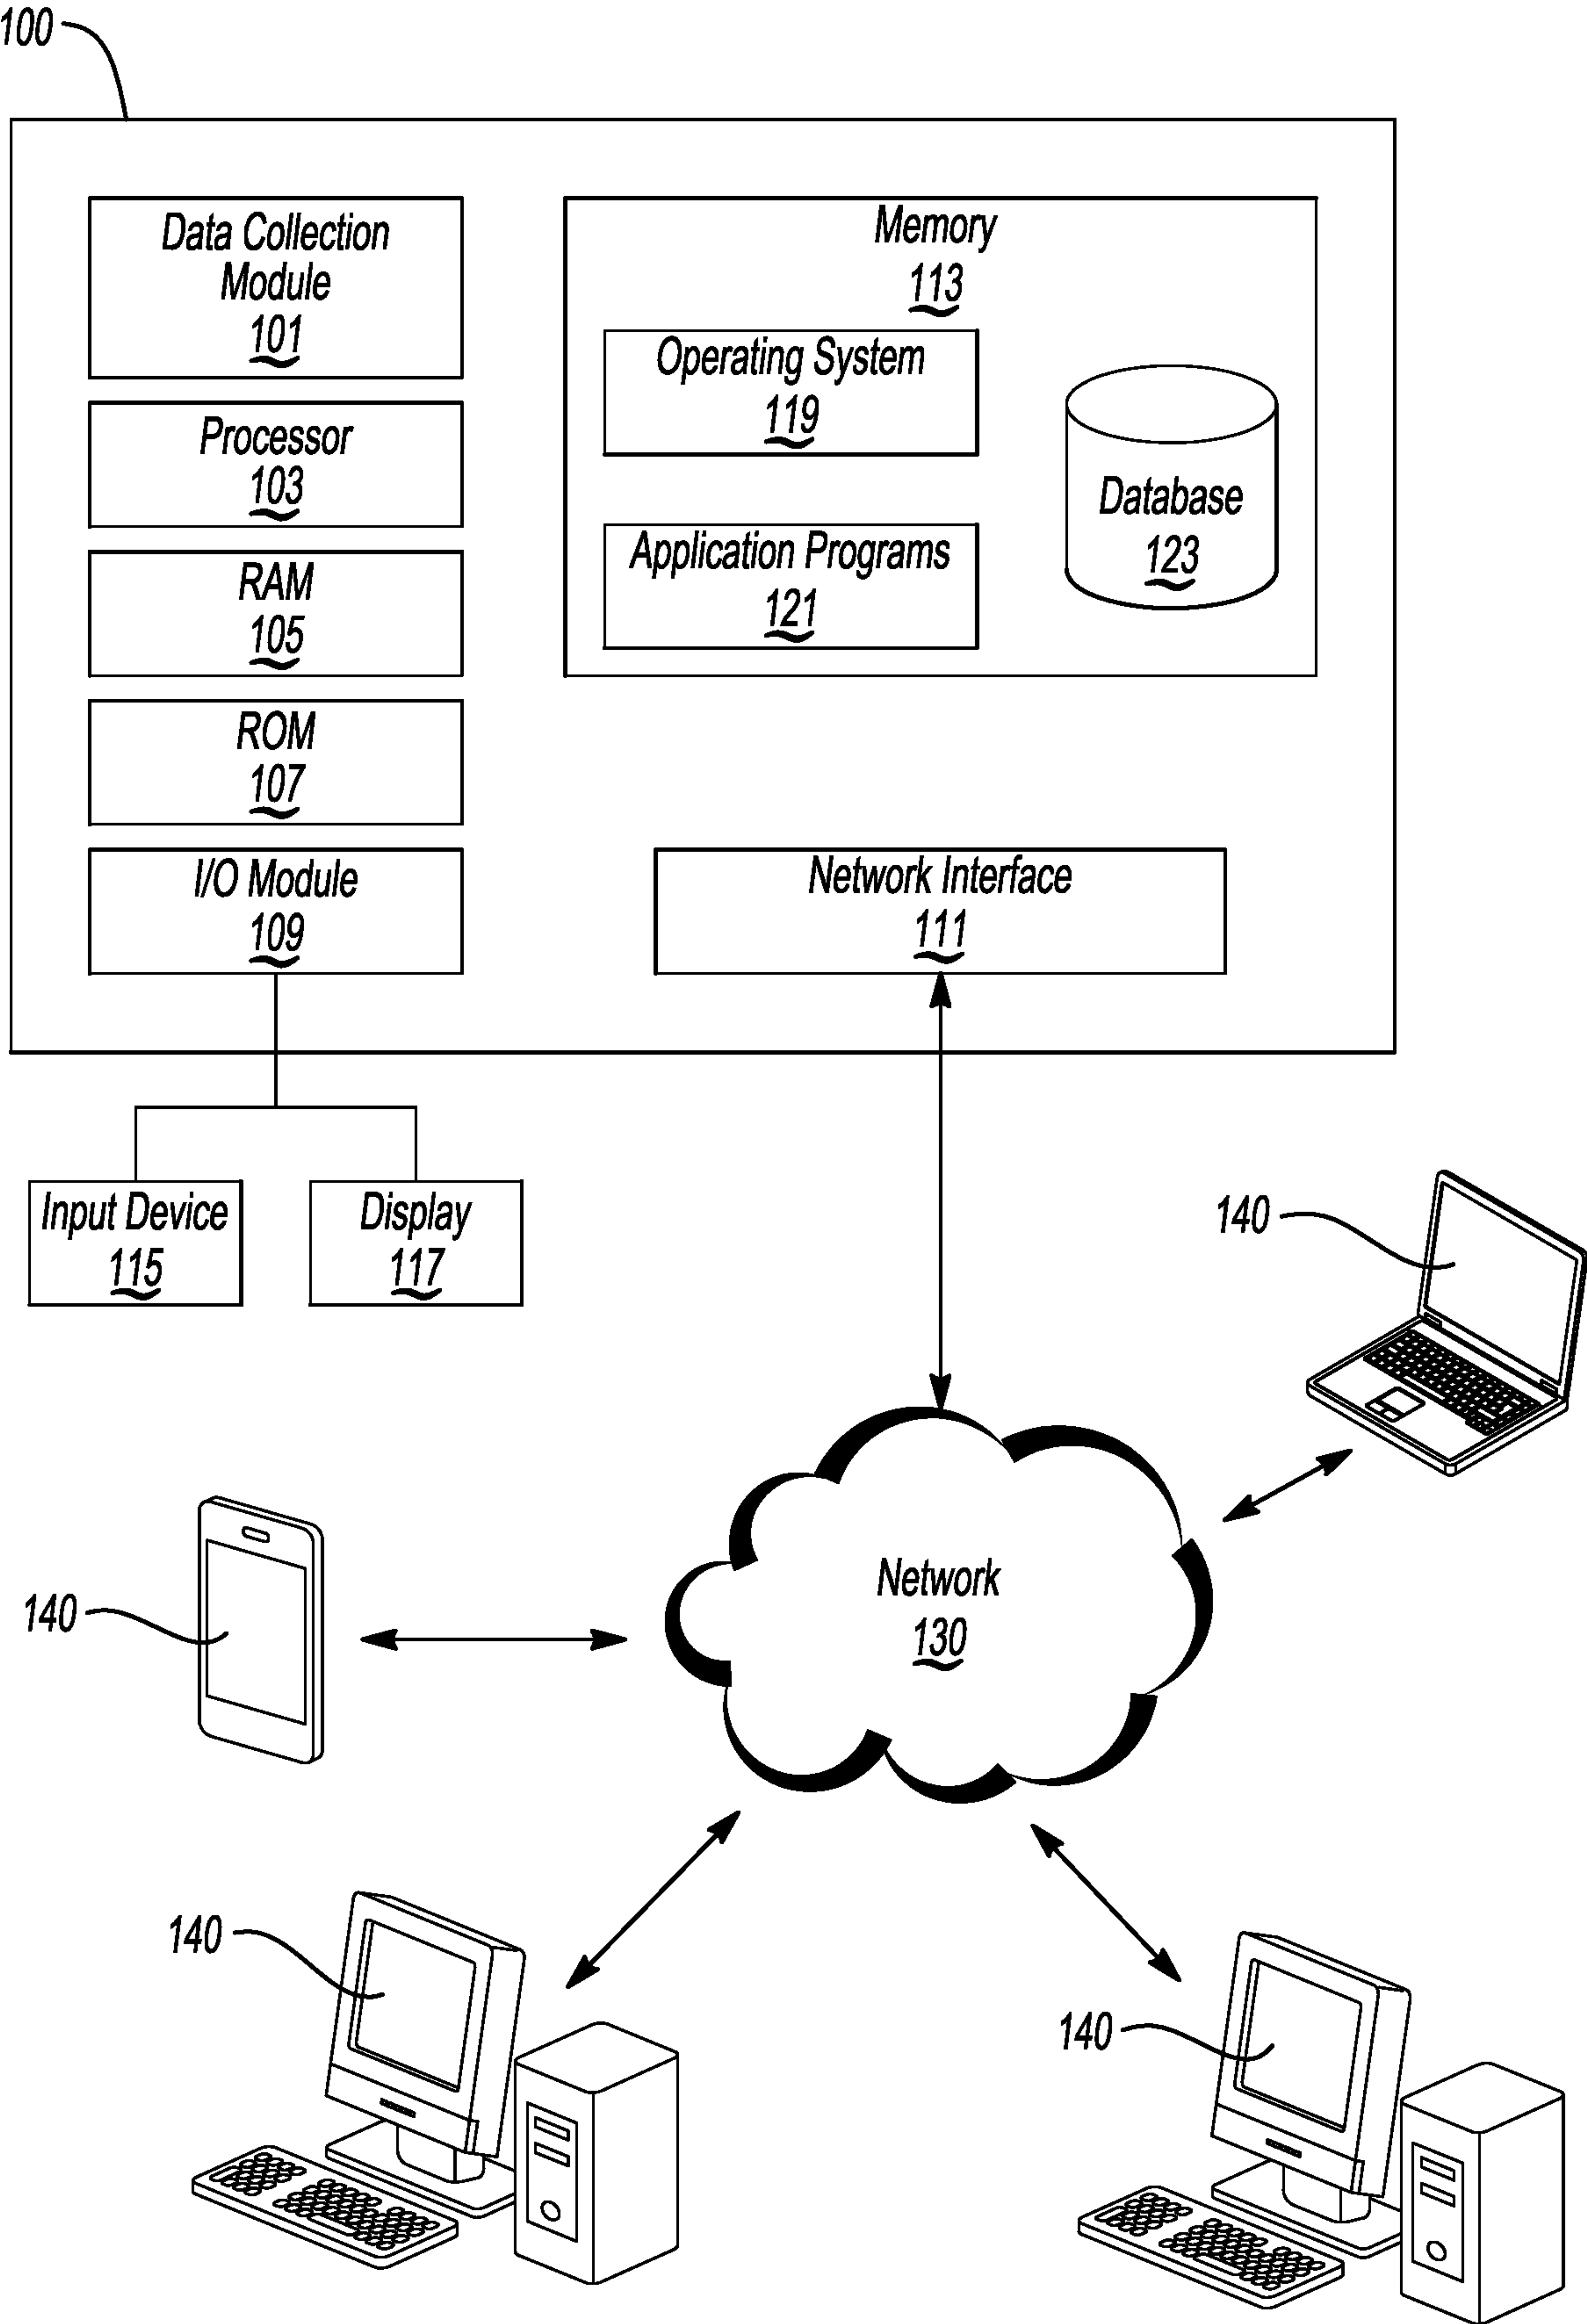 100
Data Collection
Module
101
Processor
103
RAM
105
ROM
107
I/O Module
109
Memory
113
Operating System
119
Application Programs
121
Database
123
Network Interface
111
Input Device
115
Display
117
140
Network
130
140
140
140